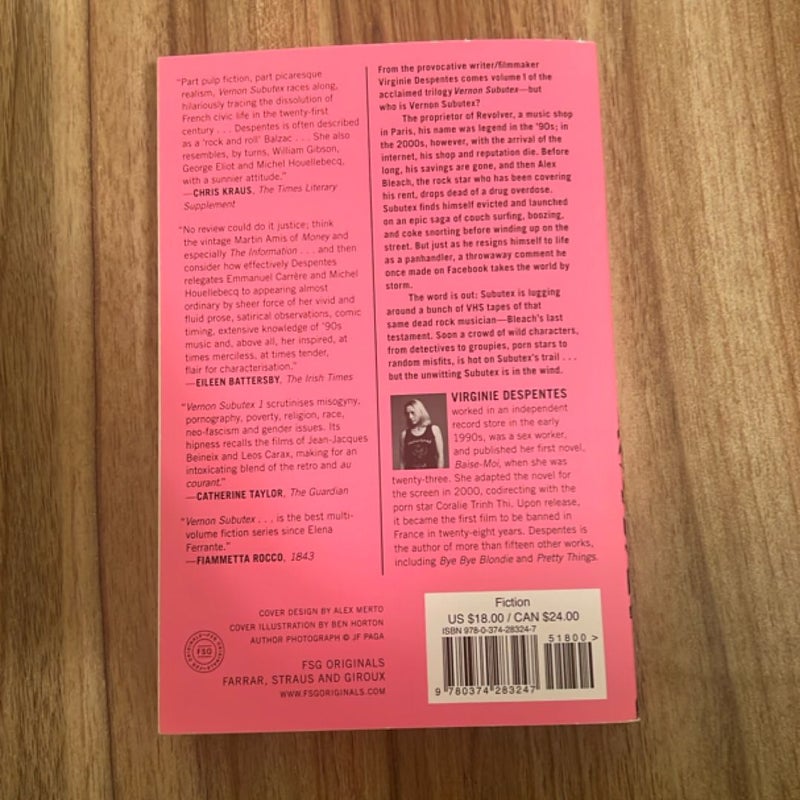 “Part pulp fiction, part picaresque
realism, Vernon Subutex races along,
hilariously tracing the dissolution of
French civic life in the twenty-first
century . . . Despentes is often described
as a ‘rock and roll’ Balzac . . . She also
resembles, by turns, William Gibson,
George Eliot and Michel Houellebecq,
with a sunnier attitude.”
—CHRIS KRAUS, The Times Literary
Supplement
“No review could do it justice; think
the vintage Martin Amis of Money and
especially The Information . . . and then
consider how effectively Despentes
relegates Emmanuel Carrère and Michel
Houellebecq to appearing almost
ordinary by sheer force of her vivid and
fluid prose, satirical observations, comic
timing, extensive knowledge of ’90s
music and, above all, her inspired, at
times merciless, at times tender,
flair for characterisation.”
—EILEEN BATTERSBY, The Irish Times
“Vernon Subutex 1 scrutinises misogyny,
pornography, poverty, religion, race,
neo-fascism and gender issues. Its
hipness recalls the films of Jean-Jacques
Beineix and Leos Carax, making for an
intoxicating blend of the retro and au
courant.”
—CATHERINE TAYLOR, The Guardian
“Vernon Subutex . . . is the best multi-
volume fiction series since Elena
Ferrante.”
—FIAMMETTA ROCCO, 1843
From the provocative writer/filmmaker
Virginie Despentes comes volume 1 of the
acclaimed trilogy Vernon Subutex—but
who is Vernon Subutex?
The proprietor of Revolver, a music shop
in Paris, his name was legend in the ’90s; in
the 2000s, however, with the arrival of the
internet, his shop and reputation die. Before
long, his savings are gone, and then Alex
Bleach, the rock star who has been covering
his rent, drops dead of a drug overdose.
Subutex finds himself evicted and launched
on an epic saga of couch surfing, boozing,
and coke snorting before winding up on the
street. But just as he resigns himself to life
as a panhandler, a throwaway comment he
once made on Facebook takes the world by
storm.
The word is out: Subutex is lugging
around a bunch of VHS tapes of that
same dead rock musician—Bleach’s last
testament. Soon a crowd of wild characters,
from detectives to groupies, porn stars to
random misfits, is hot on Subutex’s trail . . .
but the unwitting Subutex is in the wind.
VIRGINIE DESPENTES
worked in an independent
record store in the early
1990s, was a sex worker,
and published her first novel,
Baise-Moi, when she was
twenty-three. She adapted the novel for
the screen in 2000, codirecting with the
porn star Coralie Trinh Thi. Upon release,
it became the first film to be banned in
France in twenty-eight years. Despentes is
the author of more than fifteen other works,
including Bye Bye Blondie and Pretty Things.
COVER DESIGN BY ALEX MERTO
COVER ILLUSTRATION BY BEN HORTON
AUTHOR PHOTOGRAPH © JF PAGA
FSG
FSG ORIGINALS
FARRAR, STRAUS AND GIROUX
WWW.FSGORIGINALS.COM
Fiction
US $18.00 / CAN $24.00
ISBN 978-0-374-28324-7
51800 >
9 780374 283247